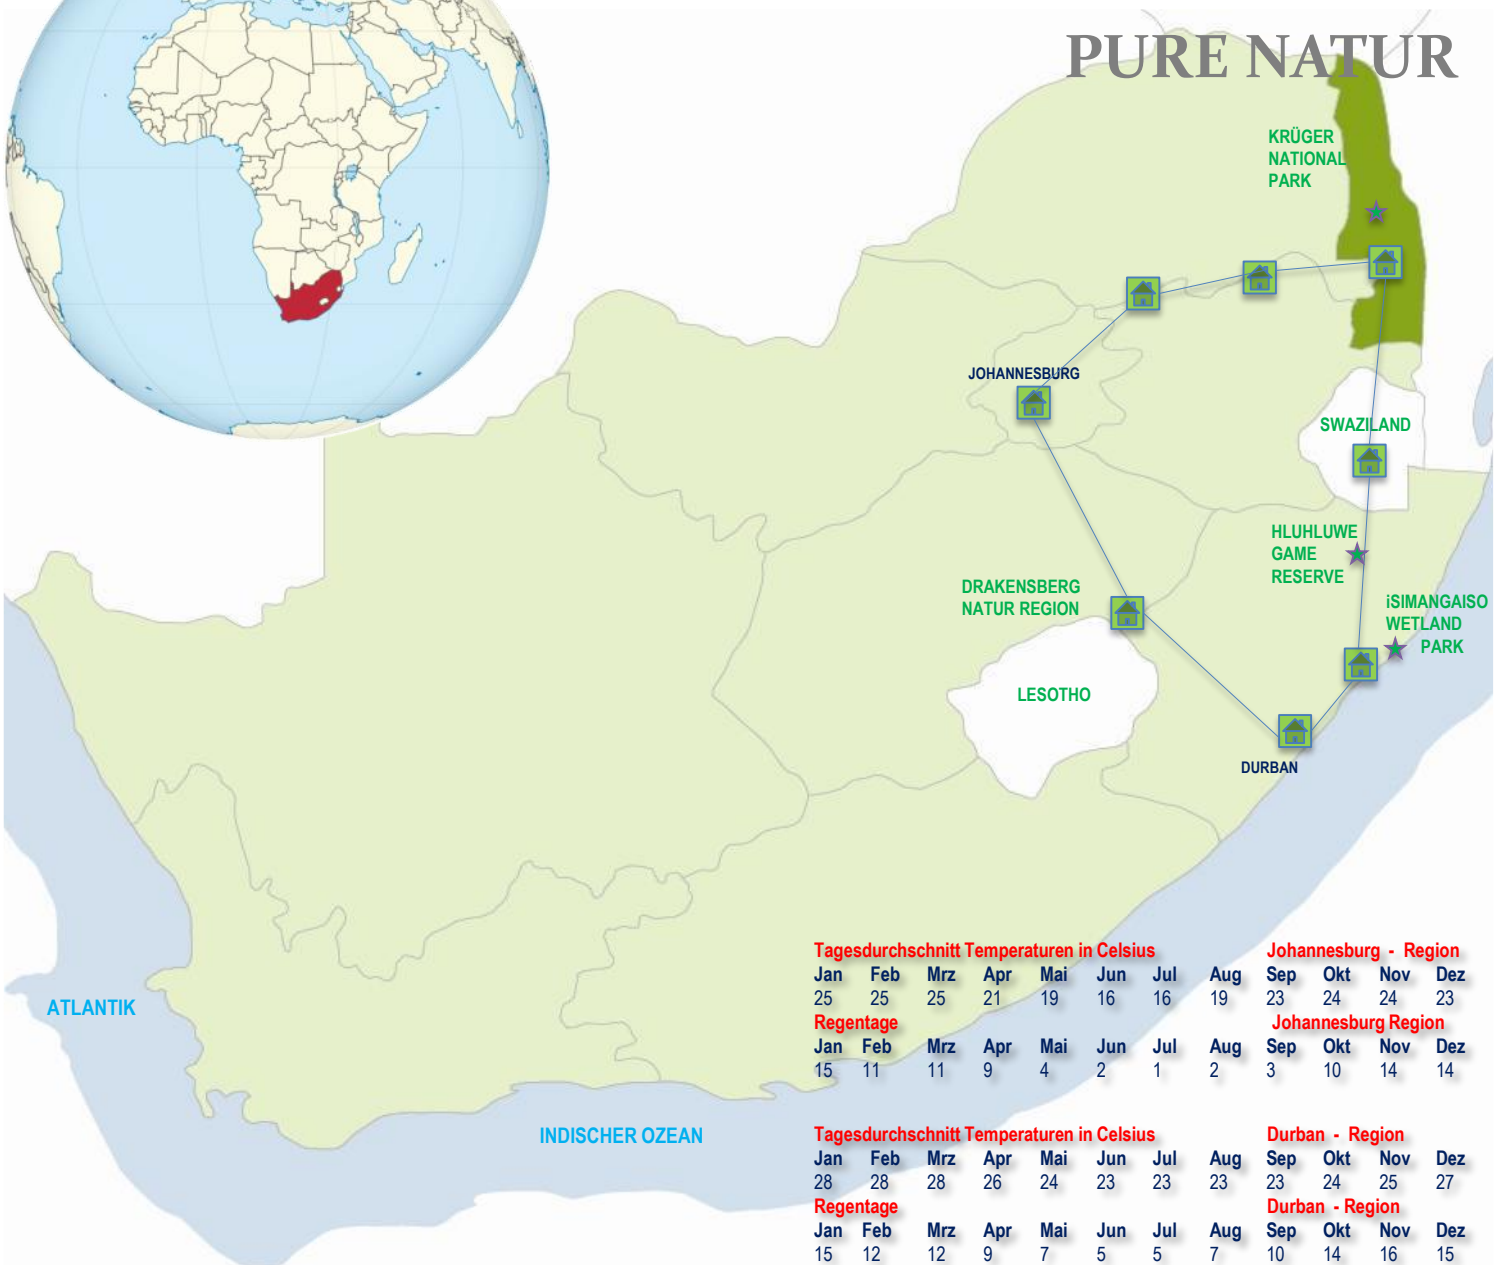 PURE NATUR
KRÜGER
NATIONAL
PARK
JOHANNESBURG
SWAZILAND
HLUHLUWE
GAME
RESERVE
DRAKENSBERG
NATUR REGION
iSIMANGAISO
WETLAND
PARK
LESOTHO
DURBAN
ATLANTIK
INDISCHER OZEAN
Tagesdurchschnitt Temperaturen in Celsius Johannesburg - Region
Jan Feb Mrz Apr Mai Jun Jul Aug Sep Okt Nov Dez
25 25 25 21 19 16 16 19 23 24 24 23
Regentage Johannesburg Region
Jan Feb Mrz Apr Mai Jun Jul Aug Sep Okt Nov Dez
15 11 11 9 4 2 1 2 3 10 14 14
Tagesdurchschnitt Temperaturen in Celsius Durban - Region
Jan Feb Mrz Apr Mai Jun Jul Aug Sep Okt Nov Dez
28 28 28 26 24 23 23 23 23 24 25 27
Regentage Durban - Region
Jan Feb Mrz Apr Mai Jun Jul Aug Sep Okt Nov Dez
15 12 12 9 7 5 5 7 10 14 16 15